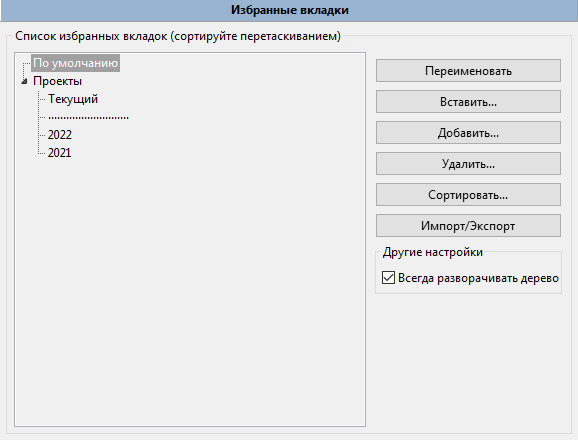 Избранные вкладки
Список избранных вкладок (сортируйте перетаскиванием)
По умолчанию
Проекты
Текущий
...........................
2022
2021
Переименовать
Вставить...
Добавить...
Удалить...
Сортировать...
Импорт/Экспорт
Другие настройки
Всегда разворачивать дерево